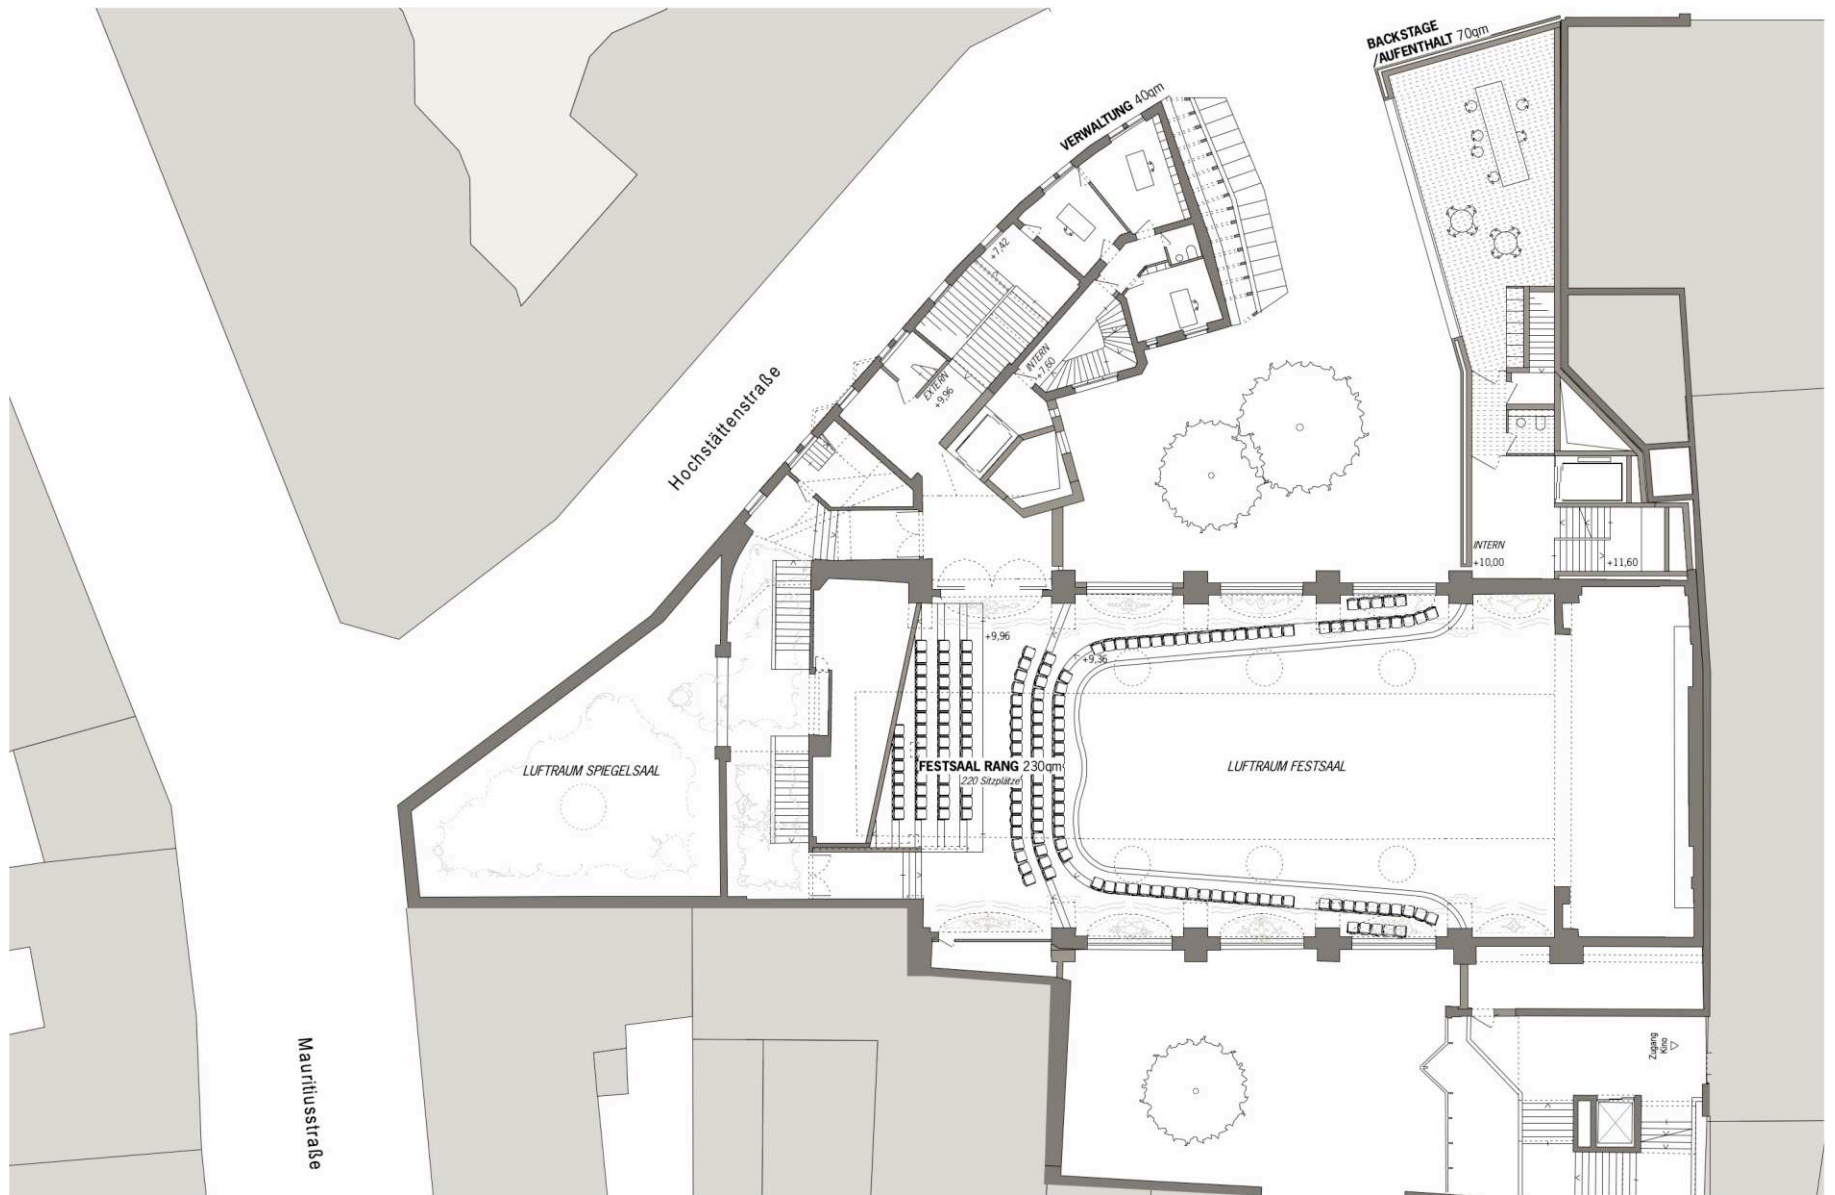 BACKSTAGE
/AUFENTHALT 70qm
VERWALTUNG 40qm
+7,42
INTERN
+7,60
EXTERN
+9,96
Hochstättenstraße
INTERN
+10,00
+11,60
+9,96
+9,36
LUFTRAUM SPIEGELSAAL
FESTSAAL RANG 230qm
220 Sitzplätze
LUFTRAUM FESTSAAL
Zugang
Kino
Mauritiusstraße